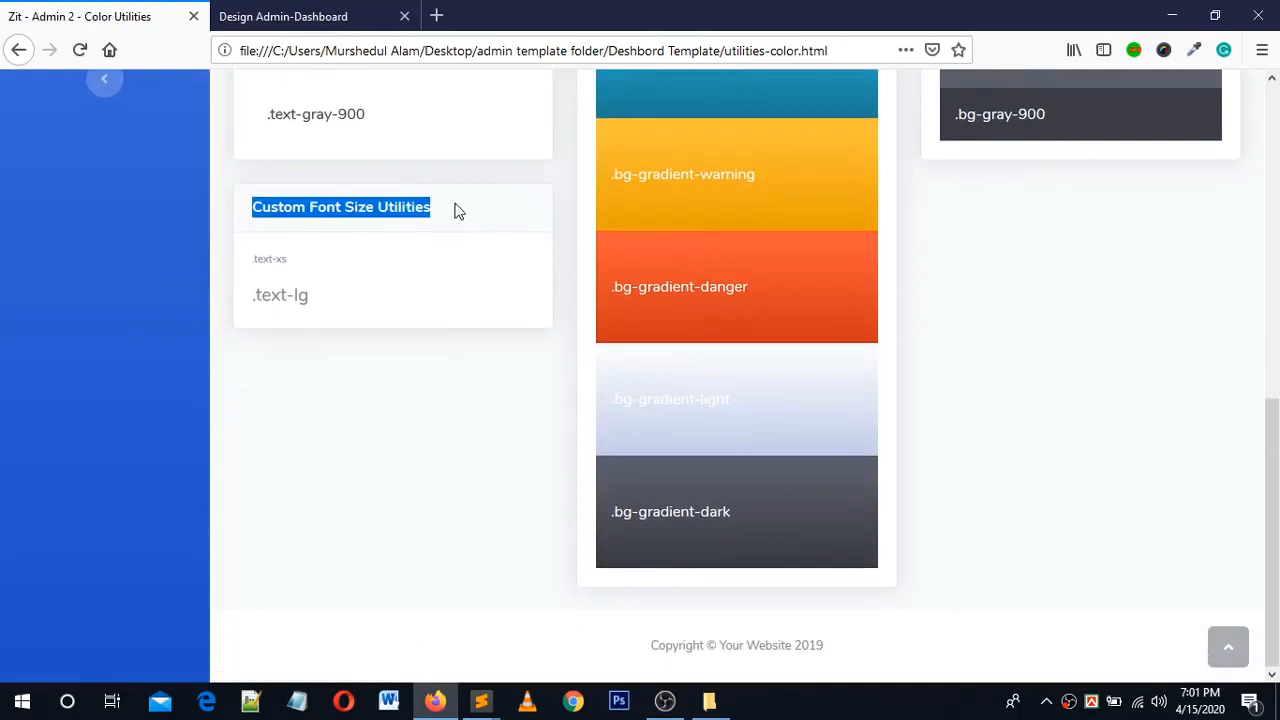 Zit - Admin 2 - Color Utilities
Design Admin-Dashboard
file:///C:/Users/Murshedul Alam/Desktop/admin template folder/Deshbord Template/utilities-color.html
.text-gray-900
Custom Font Size Utilities
.text-xs
.text-lg
.bg-gradient-warning
.bg-gradient-danger
.bg-gradient-light
.bg-gradient-dark
.bg-gray-900
Copyright © Your Website 2019
7:01 PM
4/15/2020